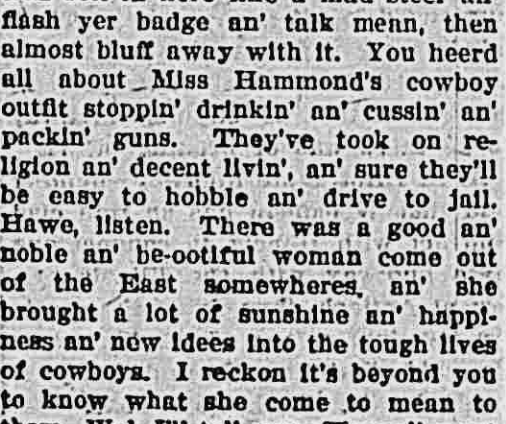 flash yer badge an' talk mean, then
almost bluff away with it. You heerd
all about Miss Hammond's cowboy
outfit stoppin' drinkin' an' cussin' an'
packin' guns. They've took on re-
ligion an' decent livin', an' sure they'll
be easy to hobble an' drive to jail.
Hawe, listen. There was a good an'
noble an' be-ootiful woman come out
of the East somewheres, an' she
brought a lot of sunshine an' happi-
ness an' new idees into the tough lives
of cowboys. I reckon it's beyond you
to know what she come to mean to